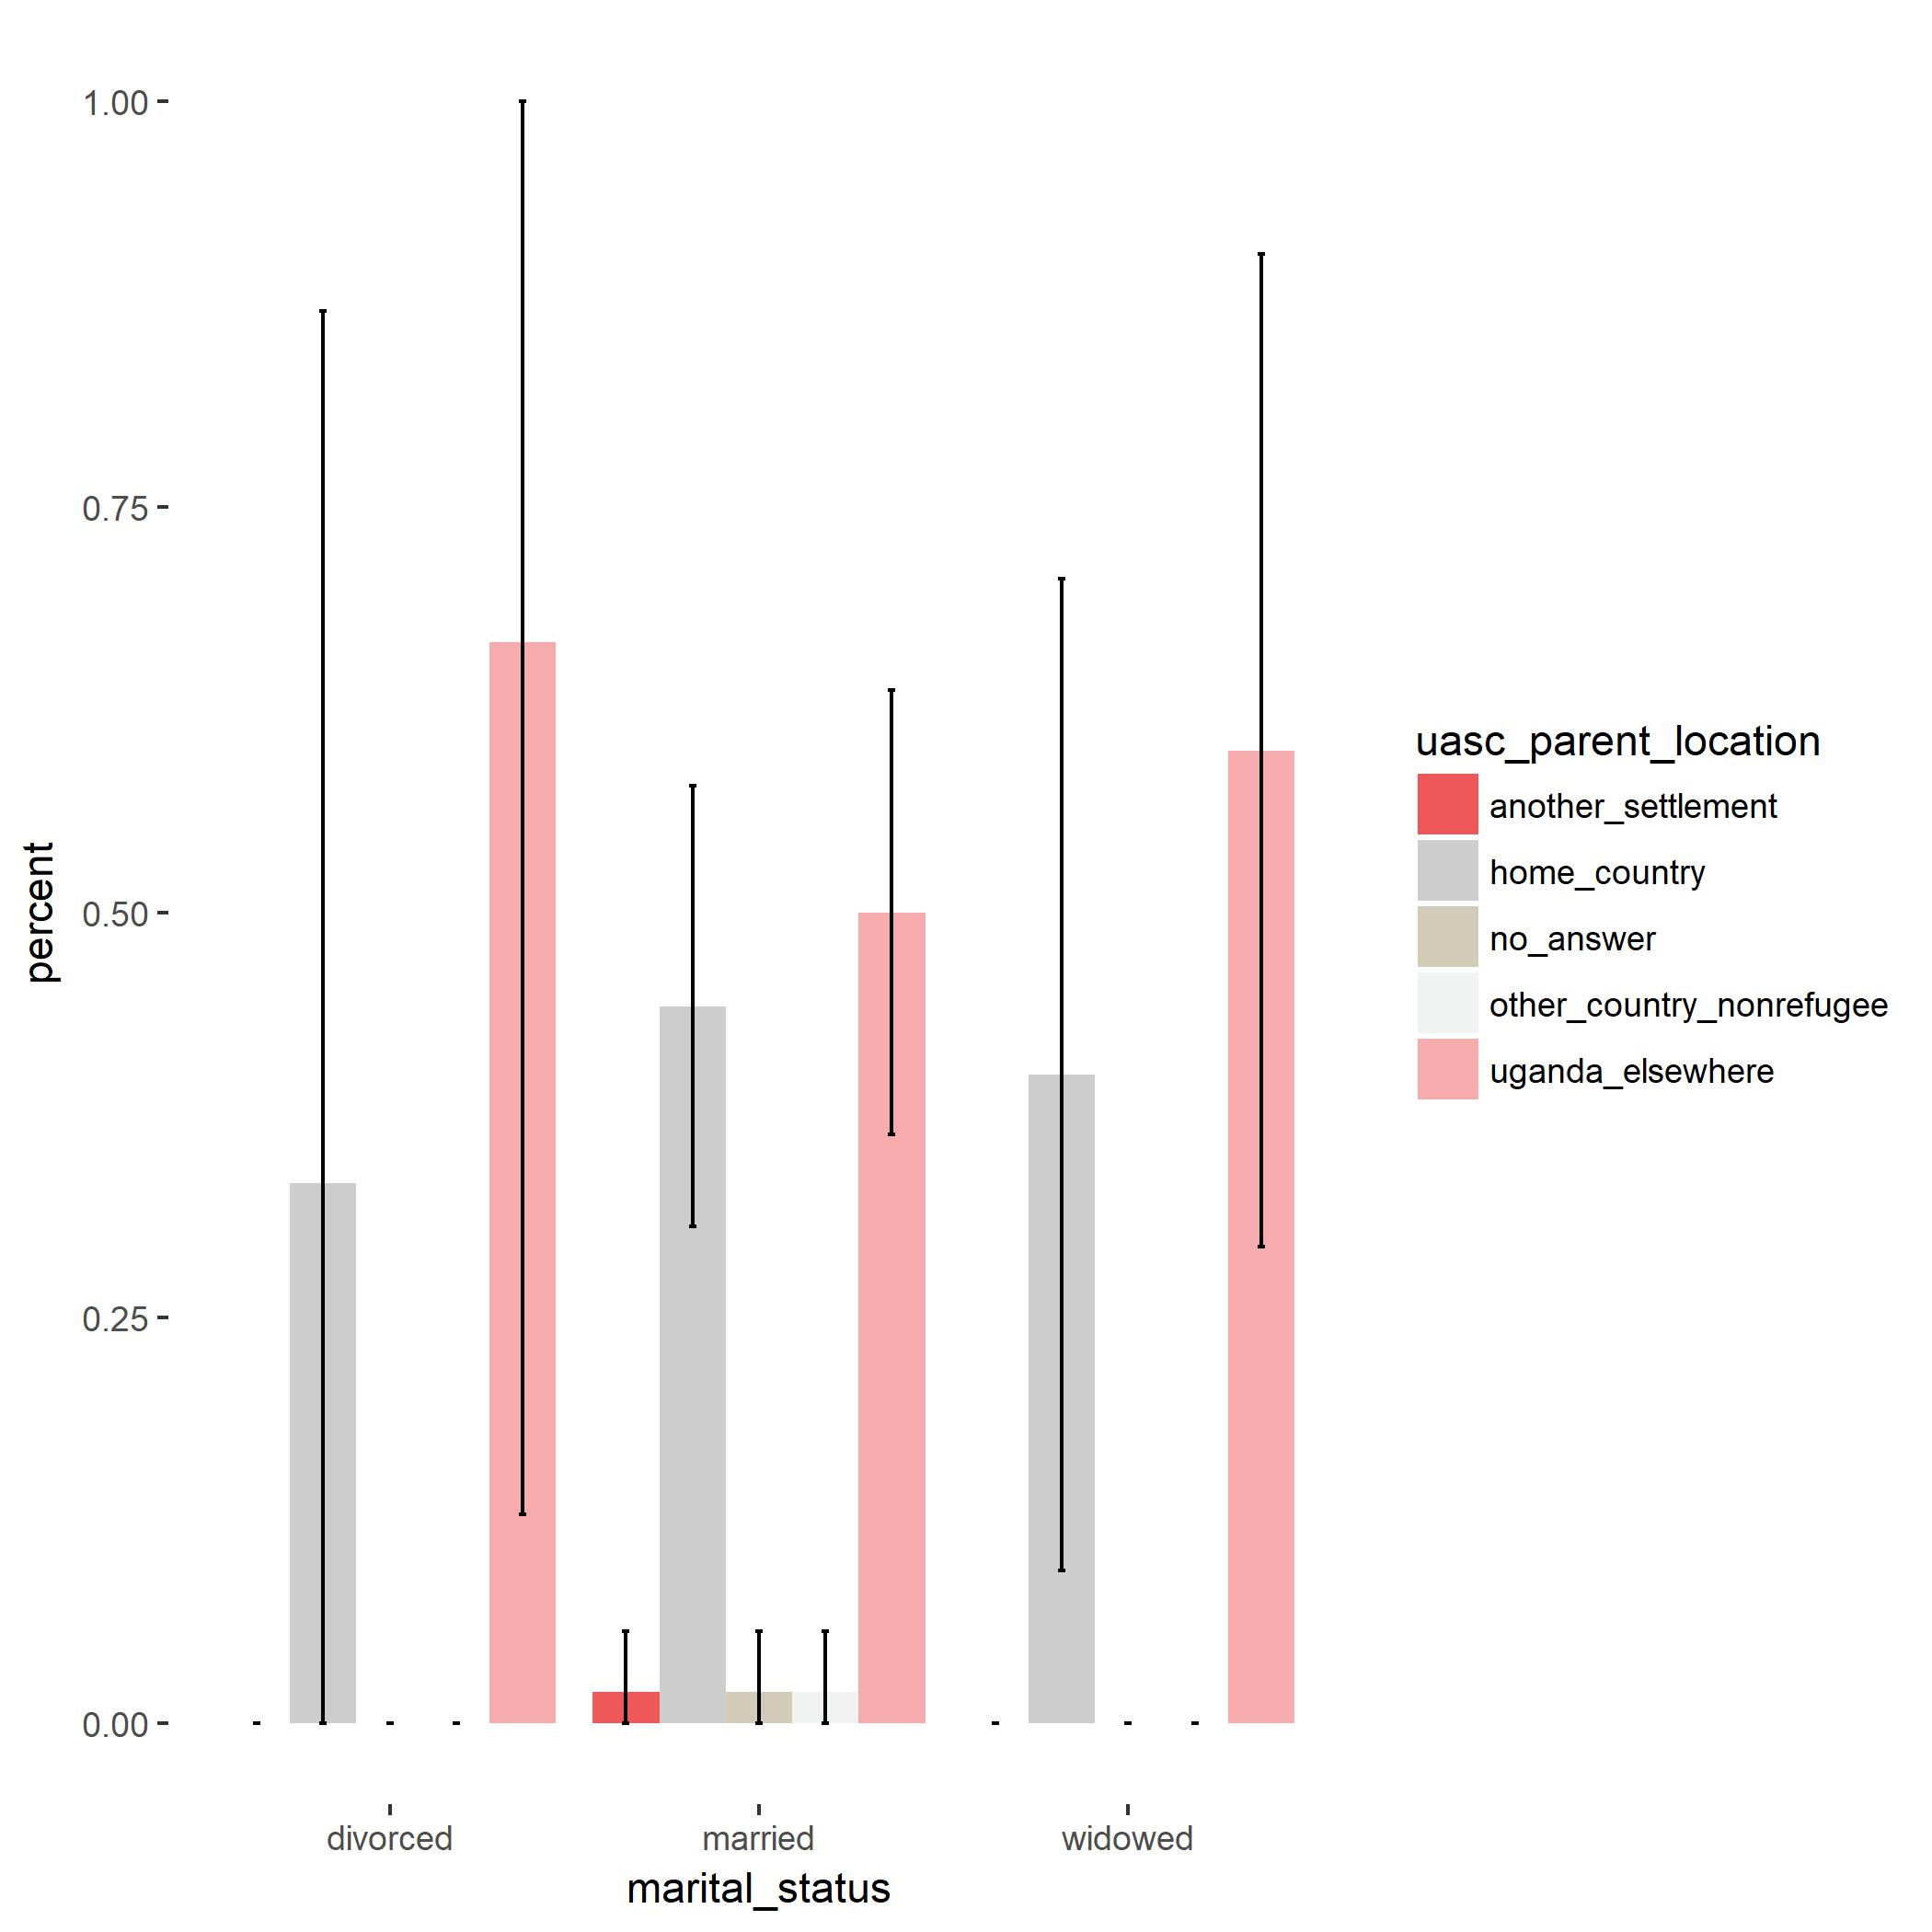 1.00
0.75
0.50
0.25
0.00
percent
divorced
married
widowed
marital_status
uasc_parent_location
another_settlement
home_country
no_answer
other_country_nonrefugee
uganda_elsewhere